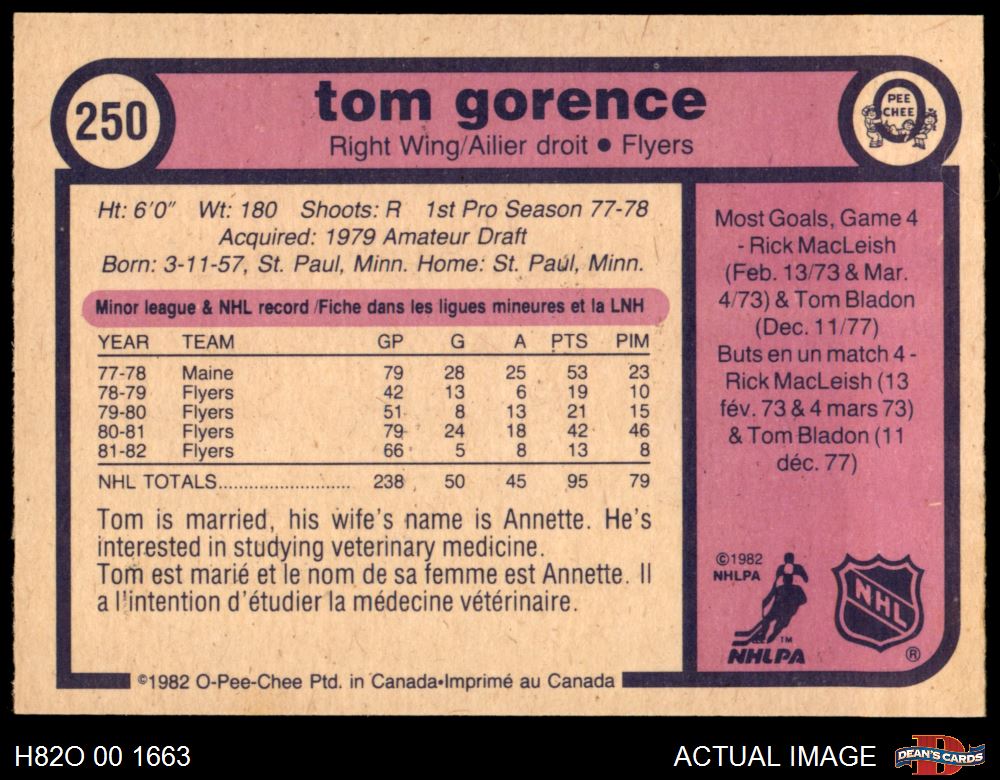 250
tom gorence
Right Wing/Ailier droit • Flyers
O
PEE
CHEE
Ht: 6'0" Wt: 180 Shoots: R 1st Pro Season 77-78
Acquired: 1979 Amateur Draft
Born: 3-11-57, St. Paul, Minn. Home: St. Paul, Minn.
Minor league & NHL record /Fiche dans les ligues mineures et la LNH
YEAR TEAM GP G A PTS PIM
77-78 Maine 79 28 25 53 23
78-79 Flyers 42 13 6 19 10
79-80 Flyers 51 8 13 21 15
80-81 Flyers 79 24 18 42 46
81-82 Flyers 66 5 8 13 8
NHL TOTALS............................ 238 50 45 95 79
Tom is married, his wife's name is Annette. He's
interested in studying veterinary medicine.
Tom est marié et le nom de sa femme est Annette. Il
a l'intention d'étudier la médecine vétérinaire.
Most Goals, Game 4
- Rick MacLeish
(Feb. 13/73 & Mar.
4/73) & Tom Bladon
(Dec. 11/77)
Buts en un match 4 -
Rick MacLeish (13
fév. 73 & 4 mars 73)
& Tom Bladon (11
déc. 77)
©1982
NHLPA
TM
NHLPA
NHL
®
©1982 O-Pee-Chee Ptd. in Canada•Imprimé au Canada
H82O 00 1663
ACTUAL IMAGE
D
DEAN'S CARDS